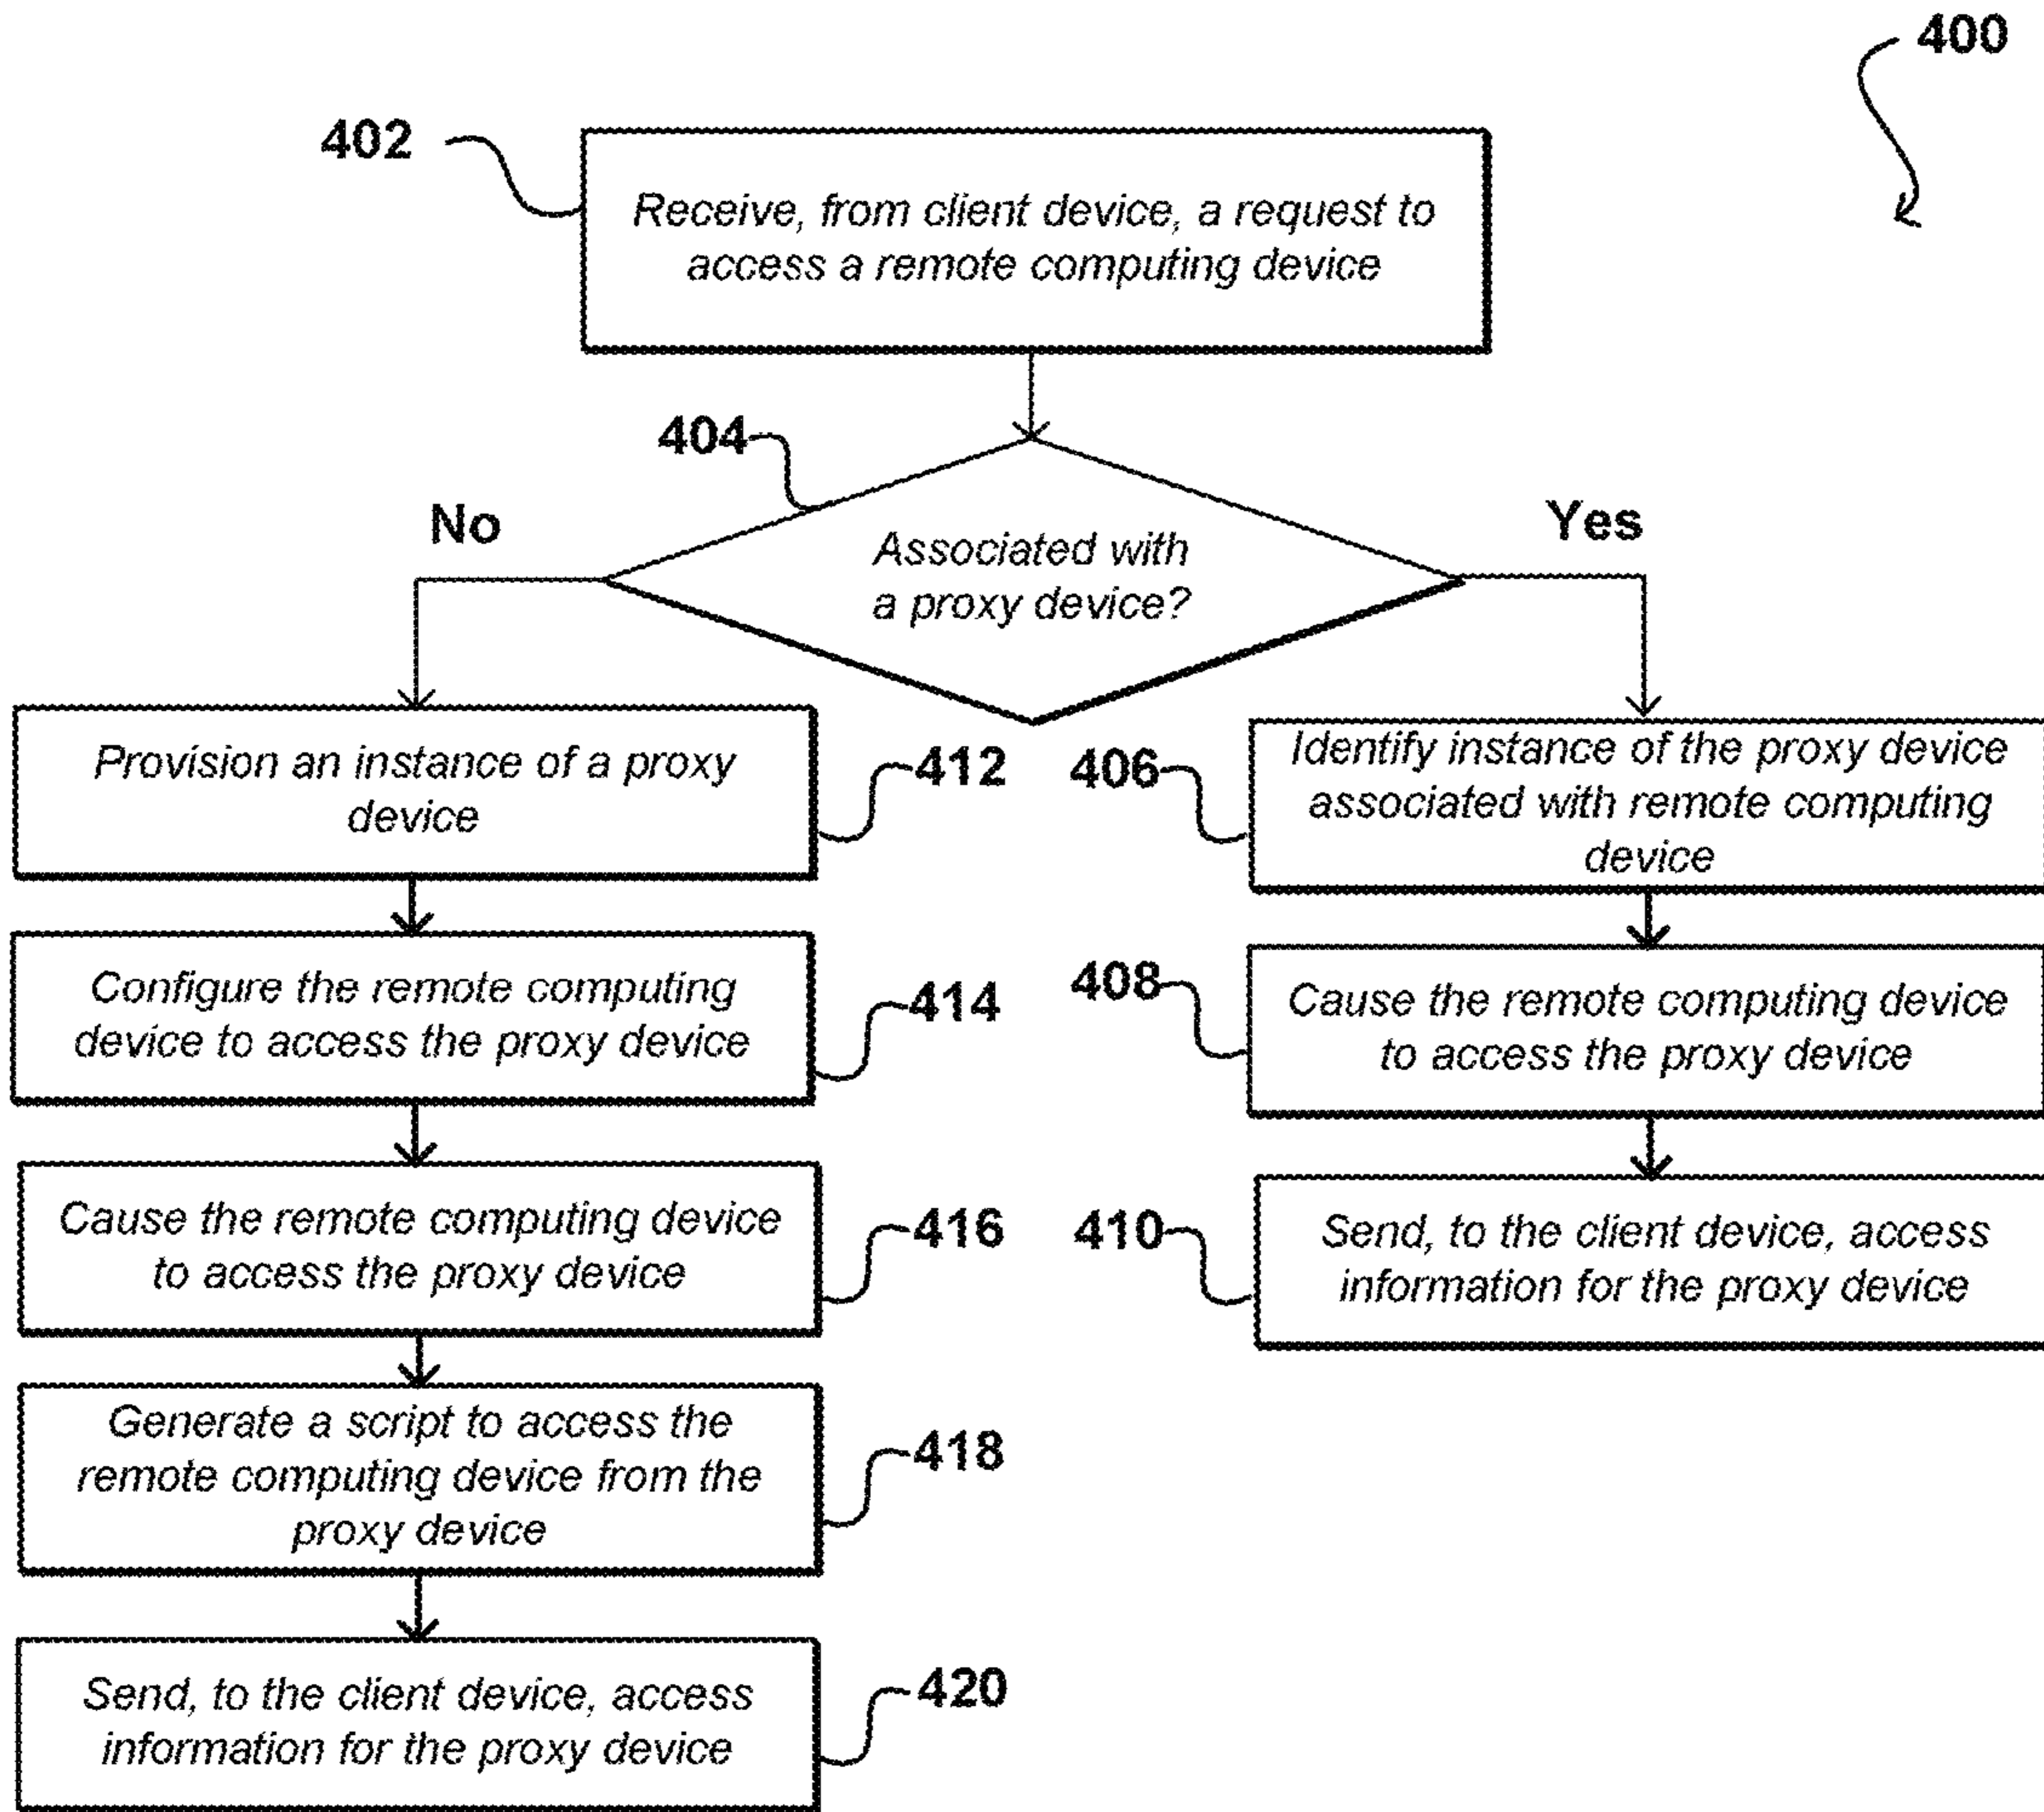 400
402
Receive, from client device, a request to
access a remote computing device
404
No
Yes
Associated with
a proxy device?
Provision an instance of a proxy
device
412
406
Identify instance of the proxy device
associated with remote computing
device
Configure the remote computing
device to access the proxy device
414
408
Cause the remote computing device
to access the proxy device
Cause the remote computing device
to access the proxy device
416
410
Send, to the client device, access
information for the proxy device
Generate a script to access the
remote computing device from the
proxy device
418
Send, to the client device, access
information for the proxy device
420